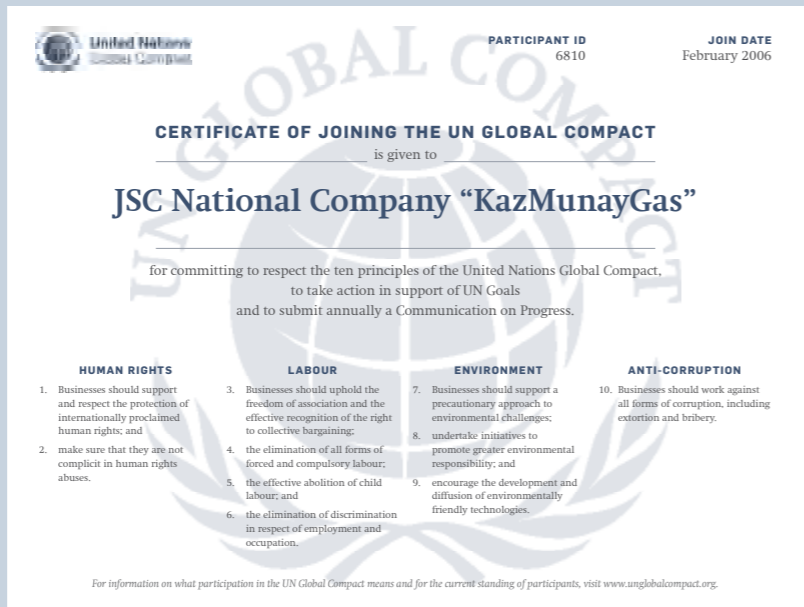 United Nations
Global Compact
PARTICIPANT ID
6810
JOIN DATE
February 2006
UN GLOBAL COMPACT
CERTIFICATE OF JOINING THE UN GLOBAL COMPACT
is given to
JSC National Company “KazMunayGas”
for committing to respect the ten principles of the United Nations Global Compact,
to take action in support of UN Goals
and to submit annually a Communication on Progress.
HUMAN RIGHTS
1. Businesses should support
and respect the protection of
internationally proclaimed
human rights; and
2. make sure that they are not
complicit in human rights
abuses.
LABOUR
3. Businesses should uphold the
freedom of association and the
effective recognition of the right
to collective bargaining;
4. the elimination of all forms of
forced and compulsory labour;
5. the effective abolition of child
labour; and
6. the elimination of discrimination
in respect of employment and
occupation.
ENVIRONMENT
7. Businesses should support a
precautionary approach to
environmental challenges;
8. undertake initiatives to
promote greater environmental
responsibility; and
9. encourage the development and
diffusion of environmentally
friendly technologies.
ANTI-CORRUPTION
10. Businesses should work against
all forms of corruption, including
extortion and bribery.
For information on what participation in the UN Global Compact means and for the current standing of participants, visit www.unglobalcompact.org.